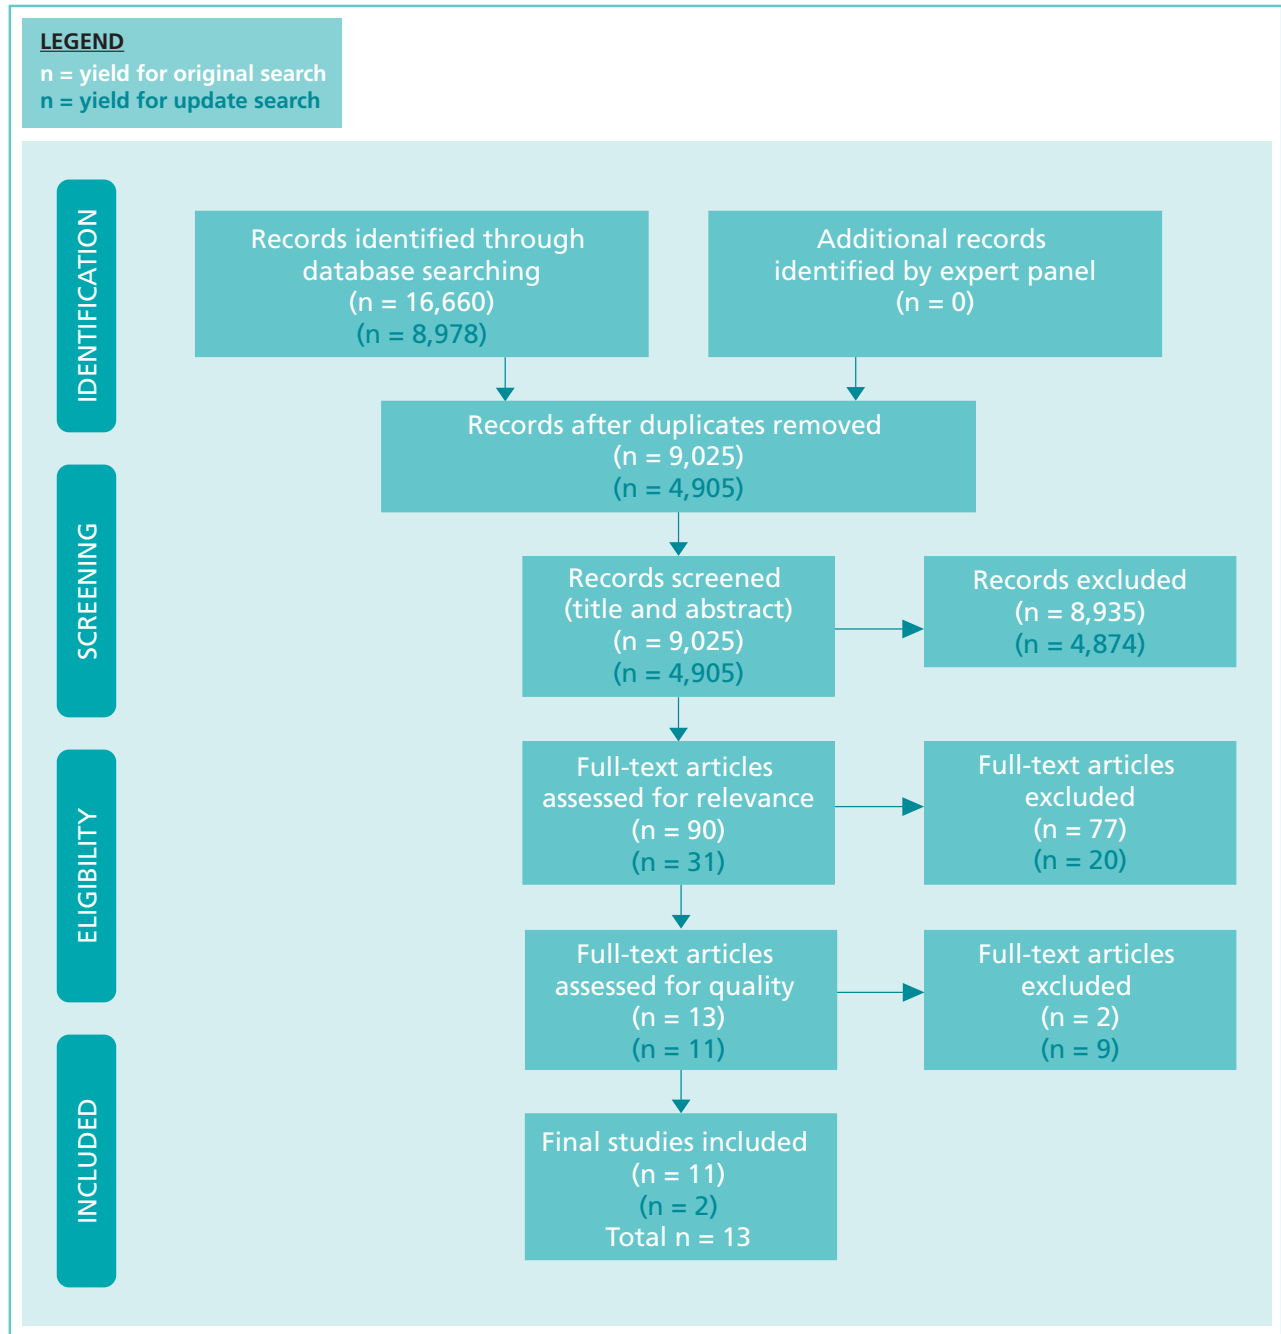 LEGEND
n = yield for original search
n = yield for update search
IDENTIFICATION
Records identified through
database searching
(n = 16,660)
(n = 8,978)
Additional records
identified by expert panel
(n = 0)
Records after duplicates removed
(n = 9,025)
(n = 4,905)
SCREENING
Records screened
(title and abstract)
(n = 9,025)
(n = 4,905)
Records excluded
(n = 8,935)
(n = 4,874)
ELIGIBILITY
Full-text articles
assessed for relevance
(n = 90)
(n = 31)
Full-text articles
excluded
(n = 77)
(n = 20)
Full-text articles
assessed for quality
(n = 13)
(n = 11)
Full-text articles
excluded
(n = 2)
(n = 9)
INCLUDED
Final studies included
(n = 11)
(n = 2)
Total n = 13